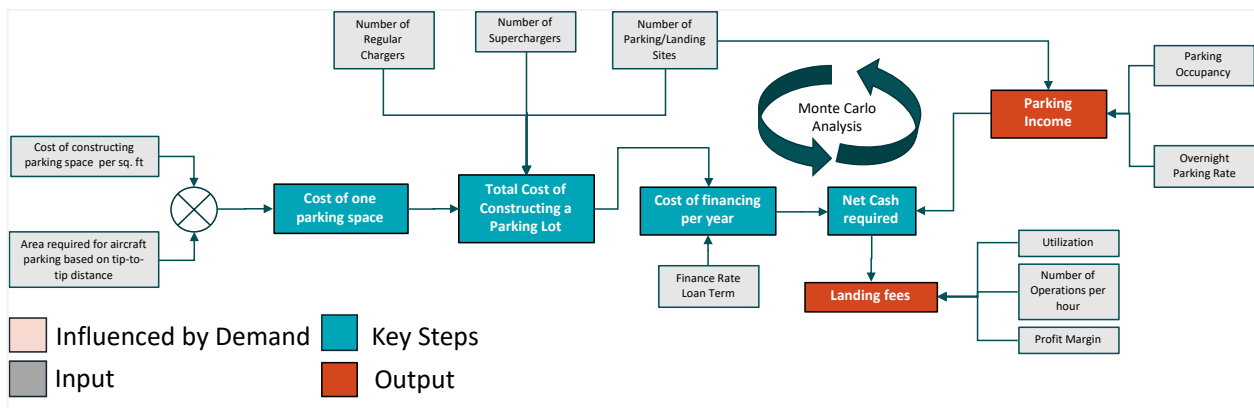 Number of
Regular
Chargers
Number of
Superchargers
Number of
Parking/Landing
Sites
Parking
Occupancy
Monte Carlo
Analysis
Parking
Income
Cost of constructing
parking space per sq. ft
Overnight
Parking Rate
Cost of one
parking space
Total Cost of
Constructing a
Parking Lot
Cost of financing
per year
Net Cash
required
Area required for aircraft
parking based on tip-to-
tip distance
Utilization
Finance Rate
Loan Term
Landing fees
Number of
Operations per
hour
Profit Margin
Influenced by Demand
Key Steps
Input
Output